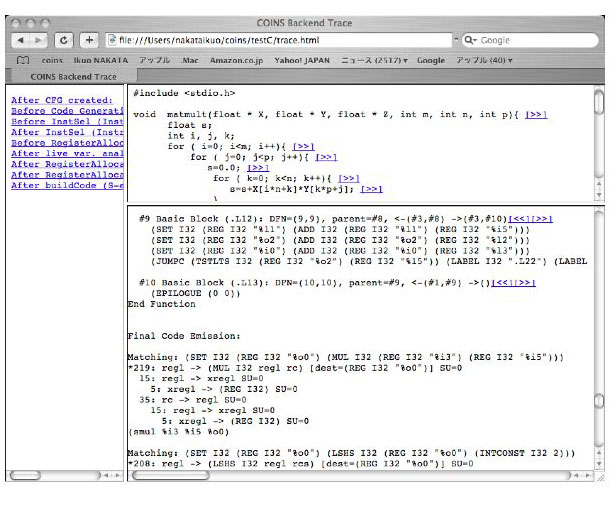 COINS Backend Trace
file:///Users/nakataikuo/coins/testC/trace.html
Google
coins Ikuo NAKATA アップル Mac Amazon.co.jp Yahoo! JAPAN ニュース (2517) Google アップル (40)
COINS Backend Trace
After CFG created:
Before Code Generati
Before InstSel (Inst
After InstSel (Instr
Before RegisterAlloc
After live var. anal
After RegisterAlloca
After RegisterAlloca
After buildCode (S-e
#include <stdio.h>
void matmult(float * X, float * Y, float * Z, int m, int n, int p){ [>>]
float s;
int i, j, k;
for ( i=0; i<m; i++){ [>>]
for ( j=0; j<p; j++){ [>>]
s=0.0; [>>]
for ( k=0; k<n; k++){ [>>]
s=s+X[i*n+k]*Y[k*p+j]; [>>]
#9 Basic Block (.L12): DFN=(9,9), parent=#8, <-(#3,#8) ->(#3,#10)[<<][>>]
(SET I32 (REG I32 "%l1") (ADD I32 (REG I32 "%l1") (REG I32 "%i5")))
(SET I32 (REG I32 "%o2") (ADD I32 (REG I32 "%o2") (REG I32 "%l2")))
(SET I32 (REG I32 "%i0") (ADD I32 (REG I32 "%i0") (REG I32 "%l3")))
(JUMPC (TSTLTS I32 (REG I32 "%o2") (REG I32 "%l5")) (LABEL I32 ".L22") (LABEL
#10 Basic Block (.L13): DFN=(10,10), parent=#9, <-(#1,#9) ->()[<<][>>]
(EPILOGUE (0 0))
End Function
Final Code Emission:
Matching: (SET I32 (REG I32 "%o0") (MUL I32 (REG I32 "%i3") (REG I32 "%i5")))
*219: regl -> (MUL I32 regl rc) [dest=(REG I32 "%o0")] SU=0
15: regl -> xregl SU=0
5: xregl -> (REG I32) SU=0
35: rc -> regl SU=0
15: regl -> xregl SU=0
5: xregl -> (REG I32) SU=0
(smul %i3 %i5 %o0)
Matching: (SET I32 (REG I32 "%o0") (LSHS I32 (REG I32 "%o0") (INTCONST I32 2)))
*208: regl -> (LSHS I32 regl rcs) [dest=(REG I32 "%o0")] SU=0